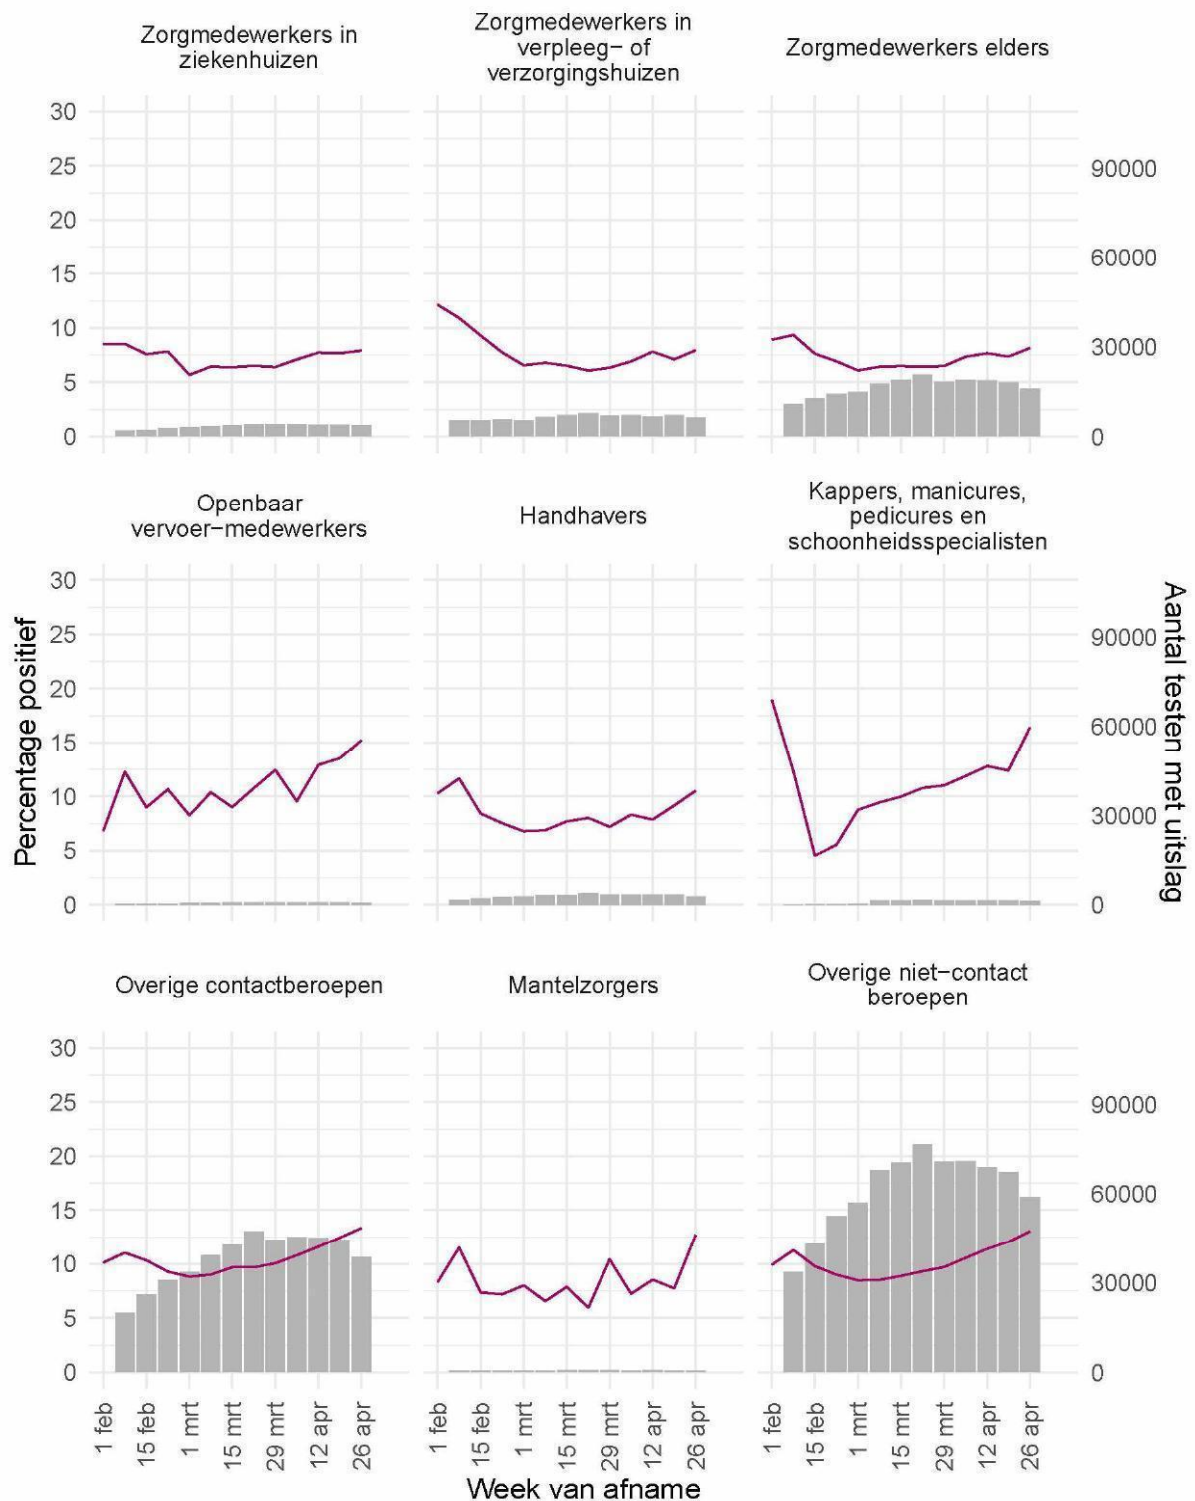 Zorgmedewerkers in
ziekenhuizen
Zorgmedewerkers in
verpleeg− of
verzorgingshuizen
Zorgmedewerkers elders
30
25
20
15
10
5
0
90000
60000
30000
0
Openbaar
vervoer−medewerkers
Handhavers
Kappers, manicures,
pedicures en
schoonheidsspecialisten
30
25
20
15
10
5
0
90000
60000
30000
0
Percentage positief
Aantal testen met uitslag
Overige contactberoepen
Mantelzorgers
Overige niet−contact
beroepen
30
25
20
15
10
5
0
90000
60000
30000
0
1 feb
15 feb
1 mrt
15 mrt
29 mrt
12 apr
26 apr
1 feb
15 feb
1 mrt
15 mrt
29 mrt
12 apr
26 apr
1 feb
15 feb
1 mrt
15 mrt
29 mrt
12 apr
26 apr
Week van afname